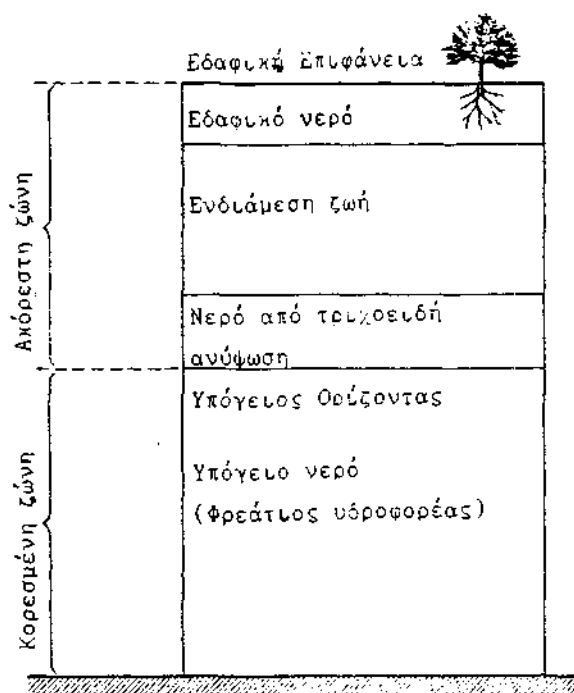 Εδαφική Επιφάνεια
Εδαφικό νερό
Ενδιάμεση ζωή
Νερό από τριχοειδή
ανύψωση
Υπόγειος Ορίζοντας
Υπόγειο νερό
(Φρεάτιος υδροφορέας)
Ακόρεστη ζώνη
Κορεσμένη ζώνη